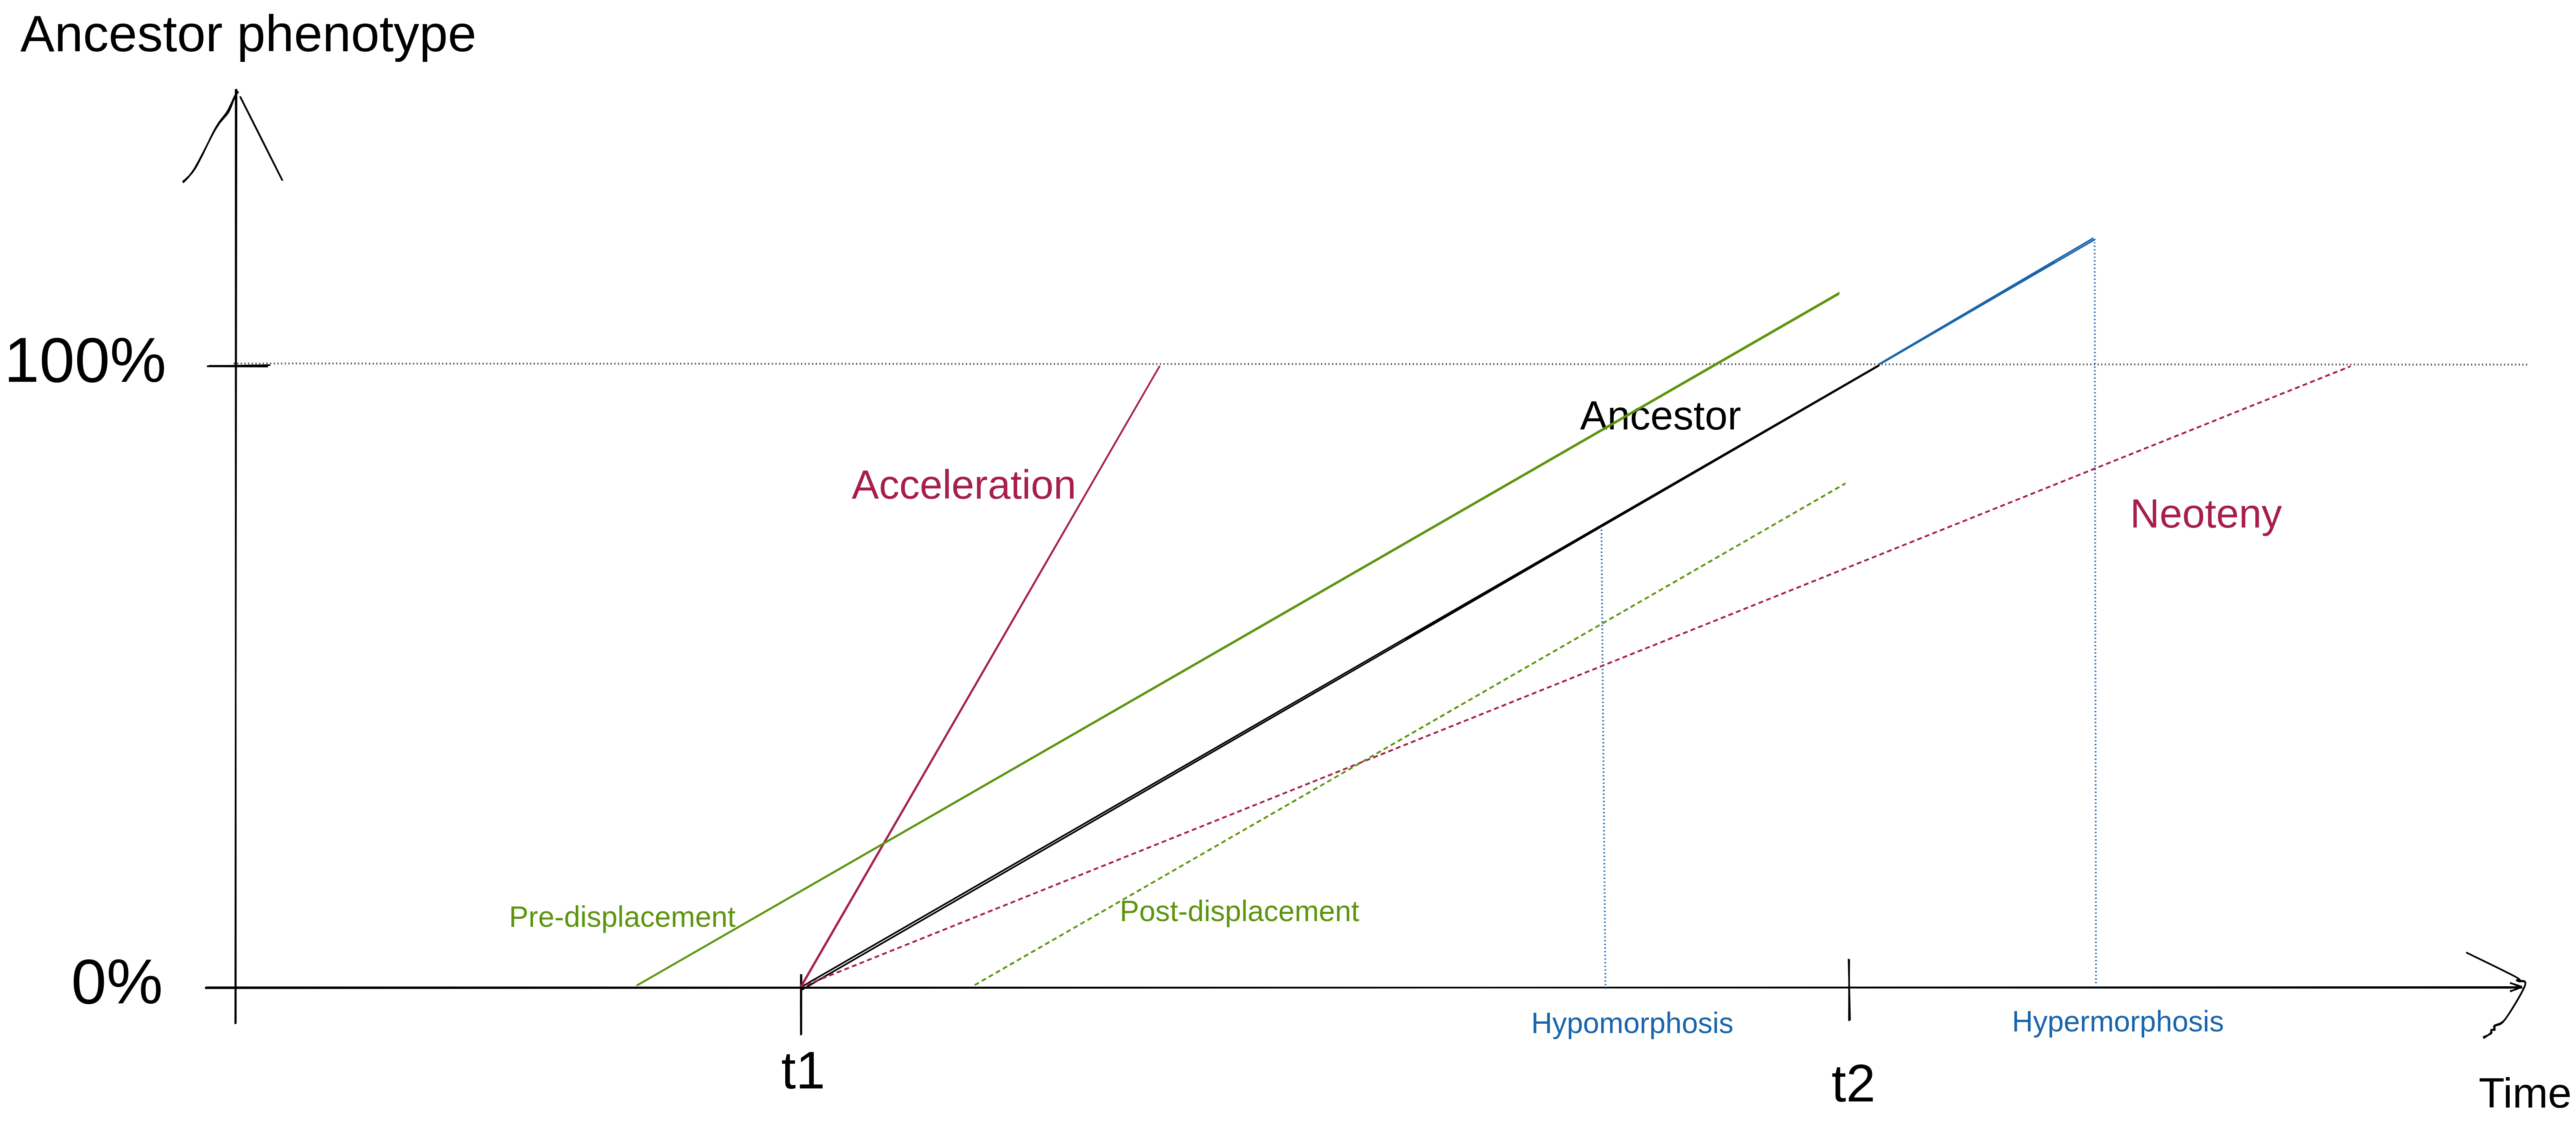 Ancestor phenotype
100%
Ancestor
Acceleration
Neoteny
Pre-displacement
Post-displacement
0%
Hypomorphosis
Hypermorphosis
t1
t2
Time